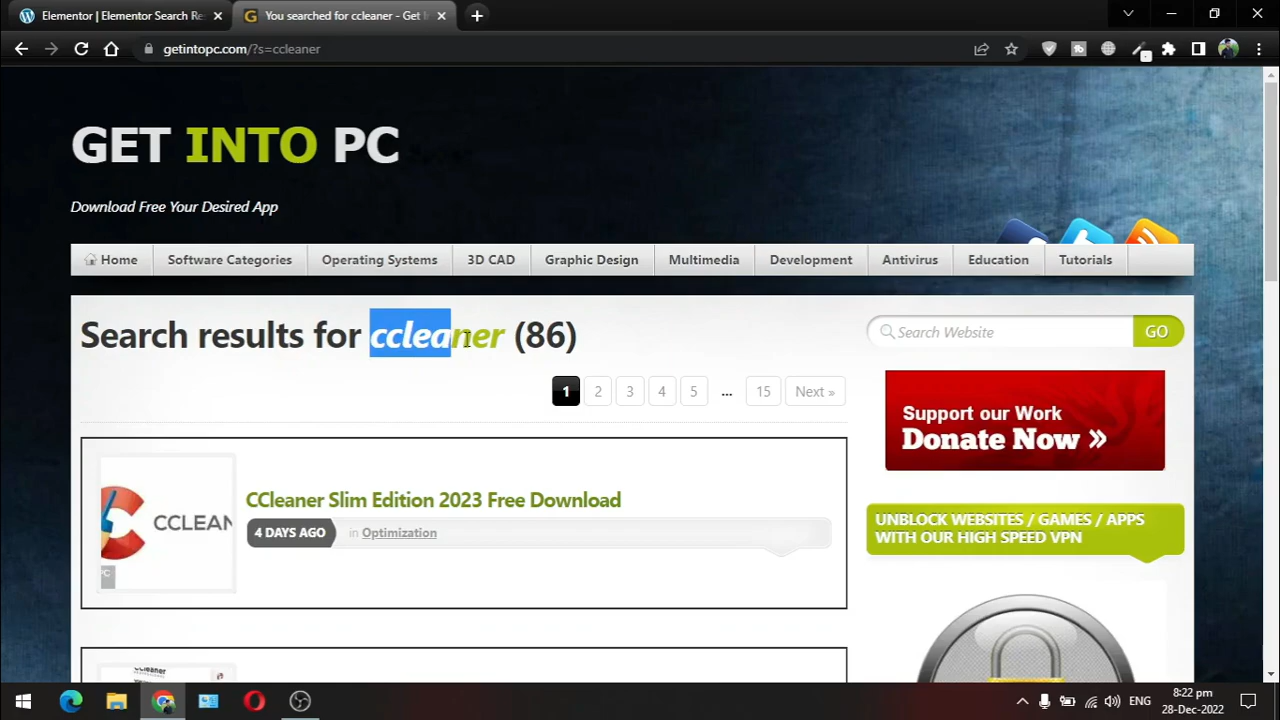 Elementor | Elementor Search Re
You searched for ccleaner - Get I
getintopc.com/?s=ccleaner
GET INTO PC
Download Free Your Desired App
Home
Software Categories
Operating Systems
3D CAD
Graphic Design
Multimedia
Development
Antivirus
Education
Tutorials
Search results for ccleaner (86)
Search Website
GO
1 2 3 4 5 ... 15 Next »
Support our Work
Donate Now »
CCLEAN
CCleaner Slim Edition 2023 Free Download
4 DAYS AGO
in Optimization
UNBLOCK WEBSITES / GAMES / APPS
WITH OUR HIGH SPEED VPN
CCleaner
ENG
8:22 pm
28-Dec-2022